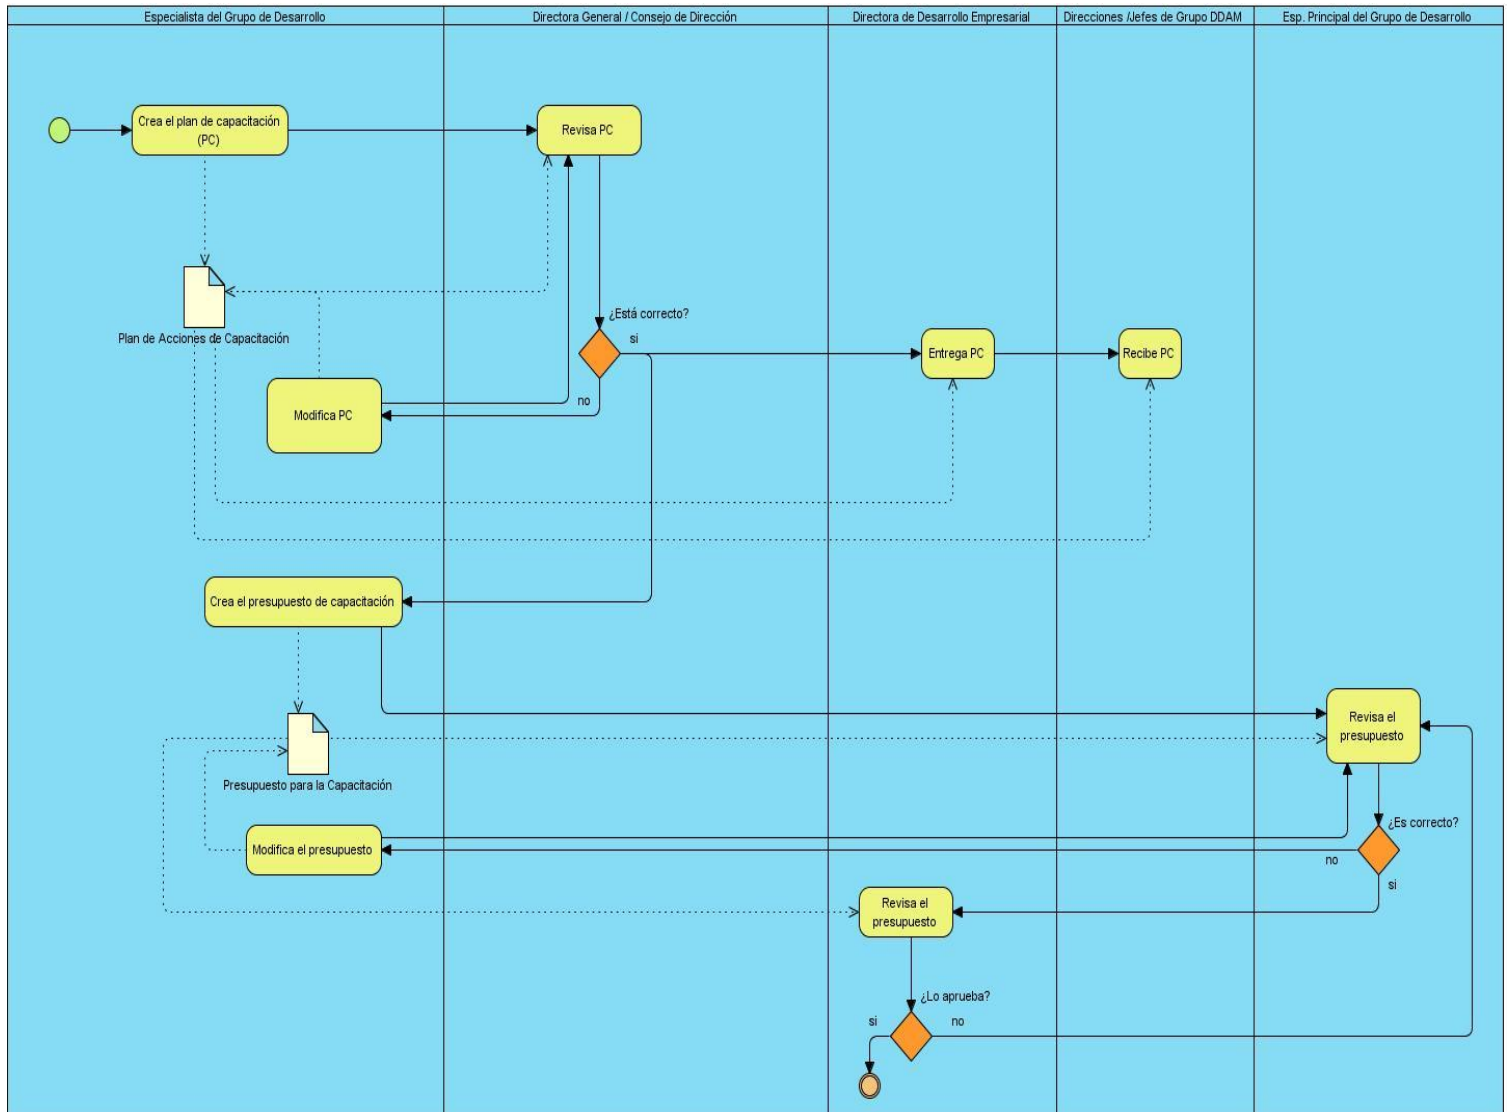 Especialista del Grupo de Desarrollo
Directora General / Consejo de Dirección
Directora de Desarrollo Empresarial
Direcciones /Jefes de Grupo DDAM
Esp. Principal del Grupo de Desarrollo
Crea el plan de capacitación
(PC)
Revisa PC
¿Está correcto?
si
no
Plan de Acciones de Capacitación
Modifica PC
Entrega PC
Recibe PC
Crea el presupuesto de capacitación
Presupuesto para la Capacitación
Revisa el
presupuesto
¿Es correcto?
no
si
Modifica el presupuesto
Revisa el
presupuesto
¿Lo aprueba?
si
no